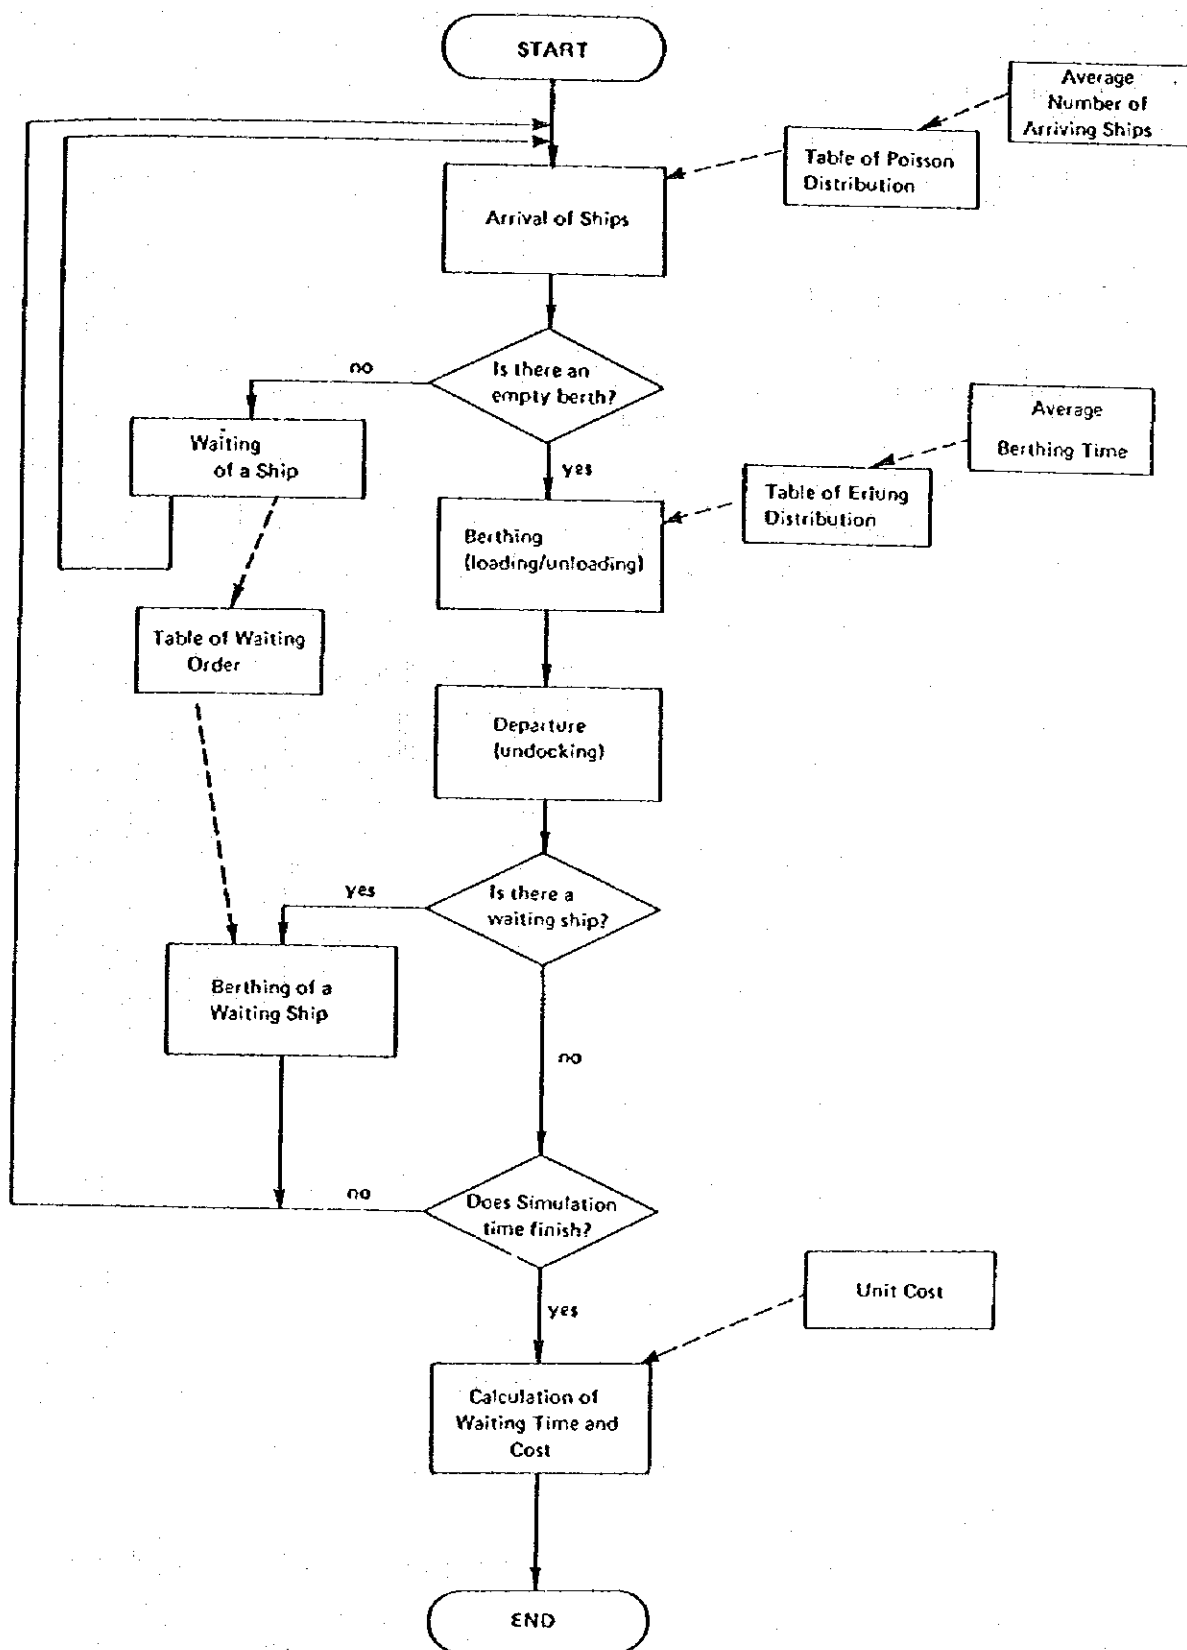 START
Average
Number of
Arriving Ships
Table of Poisson
Distribution
Arrival of Ships
no
Is there an
empty berth?
Waiting
of a Ship
yes
Average
Berthing Time
Table of Erlung
Distribution
Berthing
(loading/unloading)
Table of Waiting
Order
Departure
(undocking)
yes
Is there a
waiting ship?
Berthing of a
Waiting Ship
no
no
Does Simulation
time finish?
yes
Unit Cost
Calculation of
Waiting Time and
Cost
END